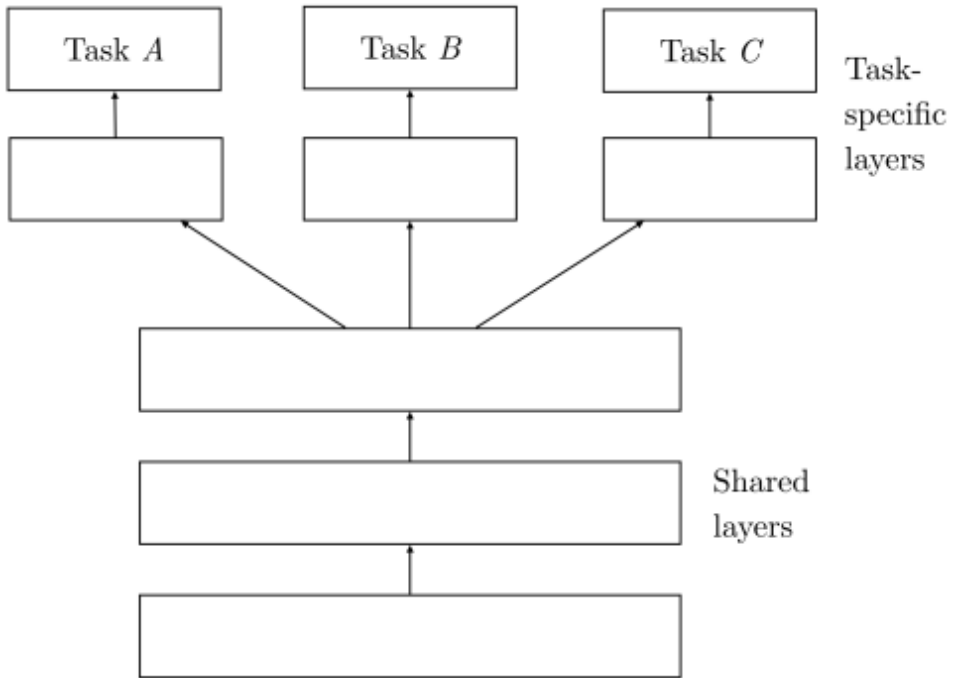 Task A
Task B
Task C
Task-
specific
layers
Shared
layers